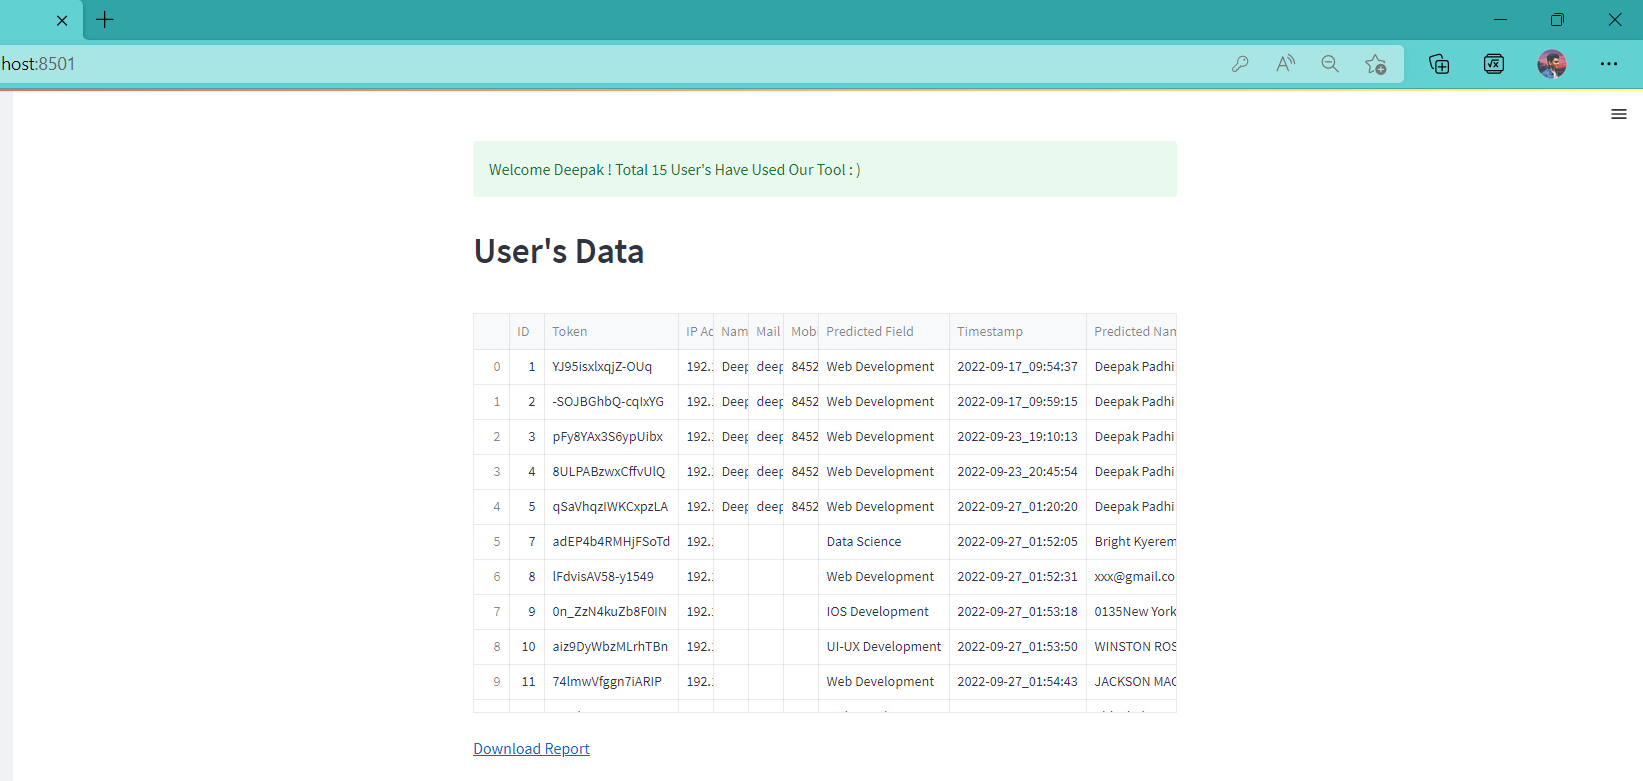 host:8501
Welcome Deepak ! Total 15 User's Have Used Our Tool : )
User's Data
ID Token IP Ad Nam Mail Mobi Predicted Field Timestamp Predicted Nam
0 1 YJ95isxlxqjZ-OUq 192. Deep deep 8452 Web Development 2022-09-17_09:54:37 Deepak Padhi
1 2 -SOJBGhbQ-cqIxYG 192. Deep deep 8452 Web Development 2022-09-17_09:59:15 Deepak Padhi
2 3 pFy8YAx3S6ypUibx 192. Deep deep 8452 Web Development 2022-09-23_19:10:13 Deepak Padhi
3 4 8ULPABzwxCffvUlQ 192. Deep deep 8452 Web Development 2022-09-23_20:45:54 Deepak Padhi
4 5 qSaVhqzIWKCxpzLA 192. Deep deep 8452 Web Development 2022-09-27_01:20:20 Deepak Padhi
5 7 adEP4b4RMHjFSoTd 192. Data Science 2022-09-27_01:52:05 Bright Kyerem
6 8 lFdvisAV58-y1549 192. Web Development 2022-09-27_01:52:31 xxx@gmail.co
7 9 0n_ZzN4kuZb8F0IN 192. IOS Development 2022-09-27_01:53:18 0135New York
8 10 aiz9DyWbzMLrhTBn 192. UI-UX Development 2022-09-27_01:53:50 WINSTON ROS
9 11 74lmwVfggn7iARIP 192. Web Development 2022-09-27_01:54:43 JACKSON MAC
Download Report